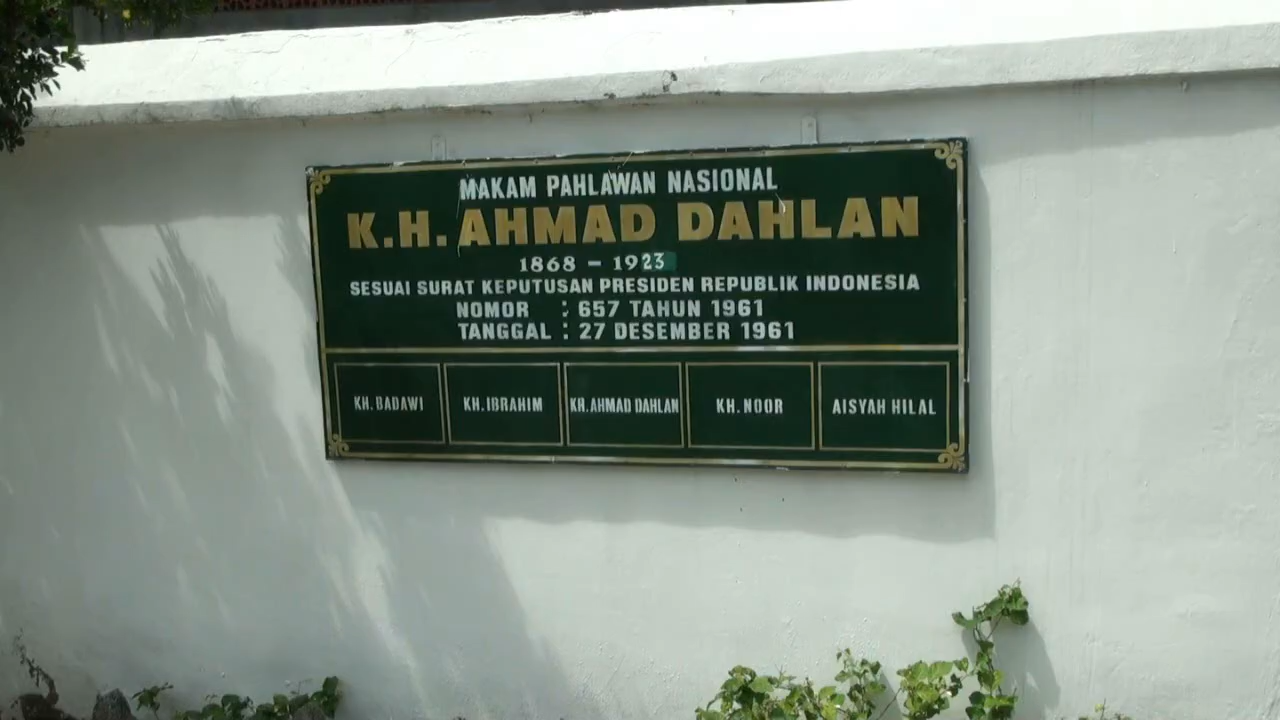 MAKAM PAHLAWAN NASIONAL
K.H. AHMAD DAHLAN
1868 – 1923
SESUAI SURAT KEPUTUSAN PRESIDEN REPUBLIK INDONESIA
NOMOR : 657 TAHUN 1961
TANGGAL : 27 DESEMBER 1961
KH. BADAWI
KH. IBRAHIM
KH. AHMAD DAHLAN
KH. NOOR
AISYAH HILAL